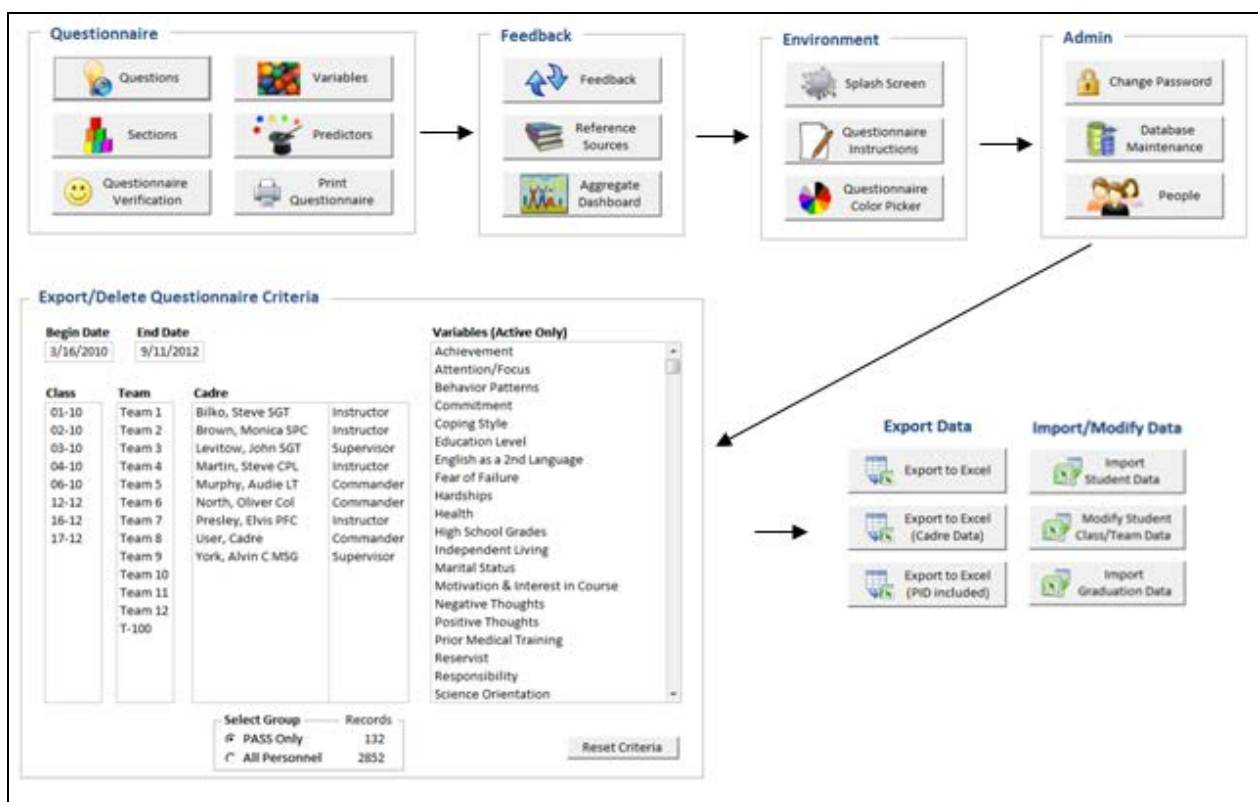 Questionnaire
Questions
Variables
Sections
Predictors
Questionnaire
Verification
Print
Questionnaire
Feedback
Feedback
Reference
Sources
Aggregate
Dashboard
Environment
Splash Screen
Questionnaire
Instructions
Questionnaire
Color Picker
Admin
Change Password
Database
Maintenance
People
Export/Delete Questionnaire Criteria
Begin Date End Date
3/16/2010 9/11/2012
Class Team Cadre
01-10 Team 1 Bilko, Steve SGT Instructor
02-10 Team 2 Brown, Monica SPC Instructor
03-10 Team 3 Levitow, John SGT Supervisor
04-10 Team 4 Martin, Steve CPL Instructor
06-10 Team 5 Murphy, Audie LT Commander
12-12 Team 6 North, Oliver Col Commander
16-12 Team 7 Presley, Elvis PFC Instructor
17-12 Team 8 User, Cadre Commander
Team 9 York, Alvin C MSG Supervisor
Team 10
Team 11
Team 12
T-100
Variables (Active Only)
Achievement
Attention/Focus
Behavior Patterns
Commitment
Coping Style
Education Level
English as a 2nd Language
Fear of Failure
Hardships
Health
High School Grades
Independent Living
Marital Status
Motivation & Interest in Course
Negative Thoughts
Positive Thoughts
Prior Medical Training
Reservist
Responsibility
Science Orientation
Select Group Records
PASS Only 132
All Personnel 2852
Reset Criteria
Export Data
Export to Excel
Export to Excel
(Cadre Data)
Export to Excel
(PID included)
Import/Modify Data
Import
Student Data
Modify Student
Class/Team Data
Import
Graduation Data